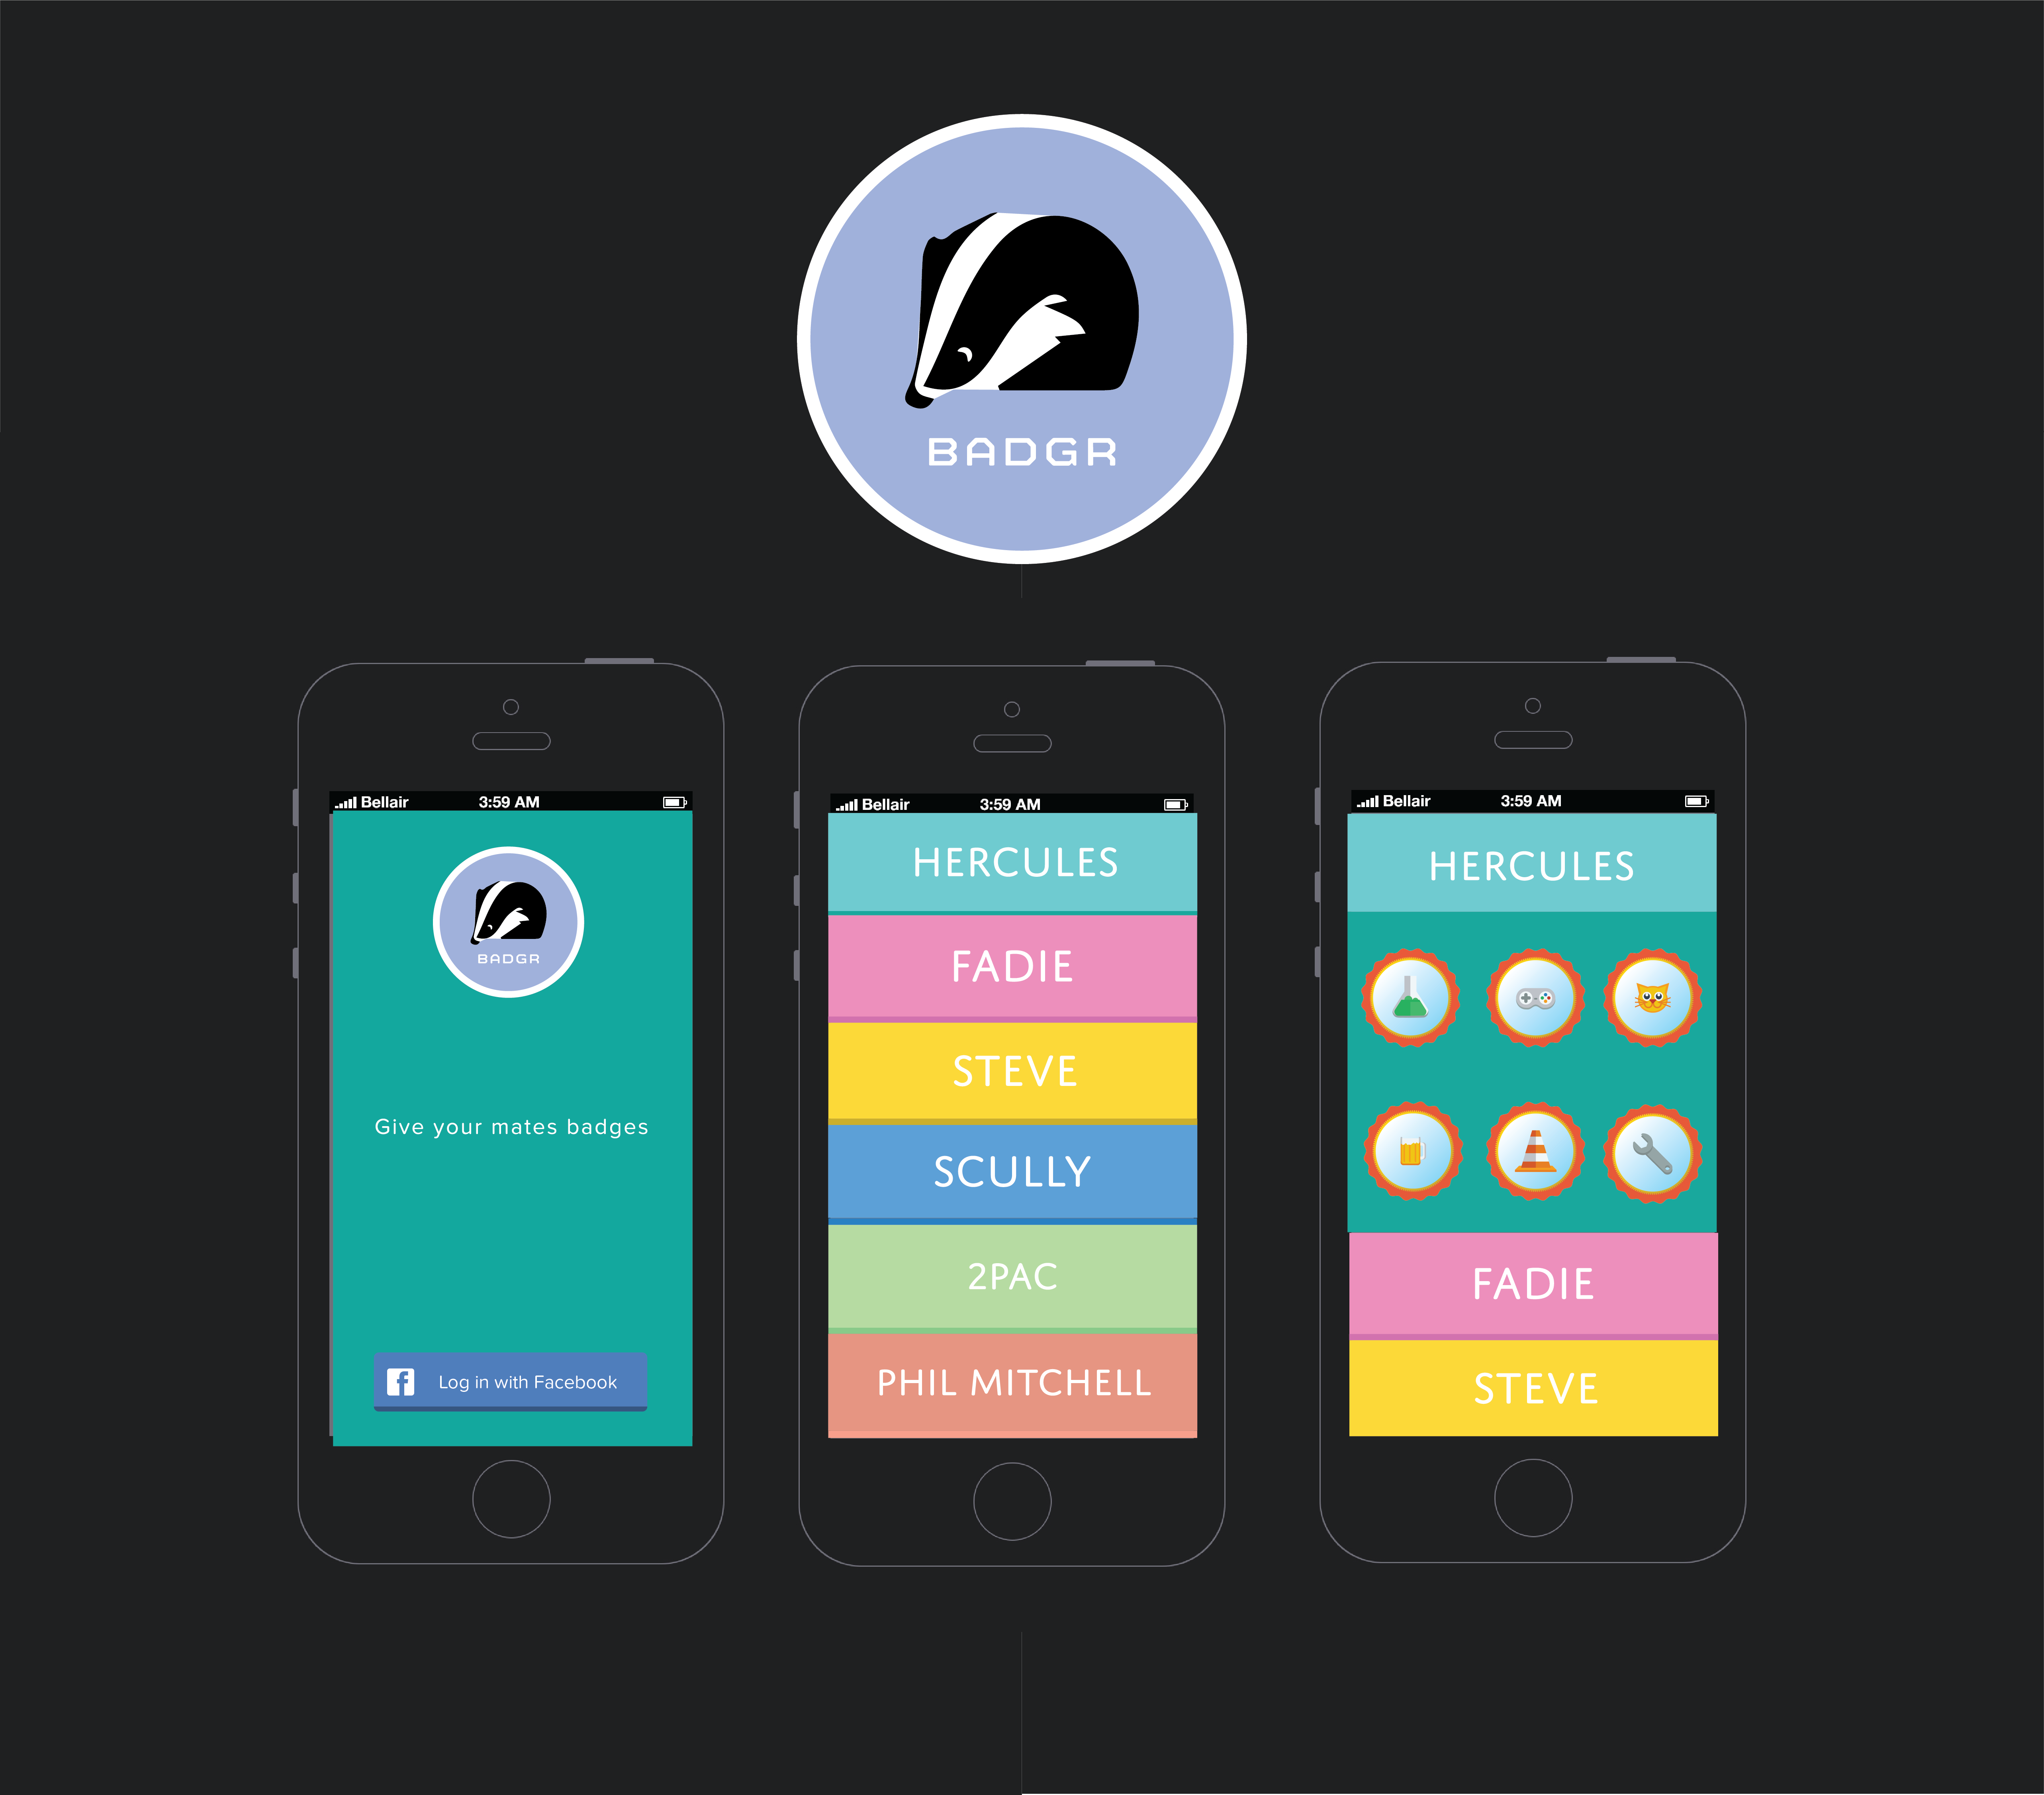 BADGR
Bellair 3:59 AM
BADGR
Give your mates badges
Log in with Facebook
Bellair 3:59 AM
HERCULES
FADIE
STEVE
SCULLY
2PAC
PHIL MITCHELL
Bellair 3:59 AM
HERCULES
FADIE
STEVE